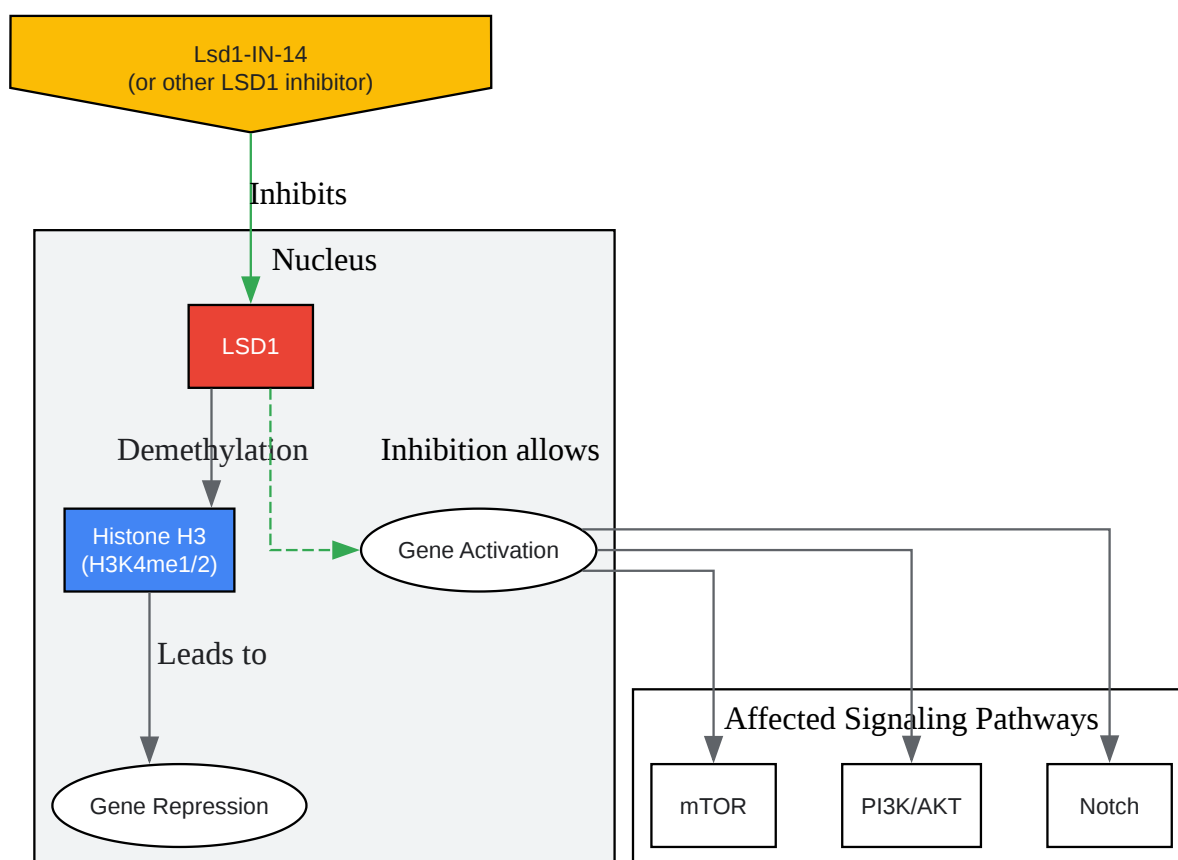 Lsd1-IN-14
(or other LSD1 inhibitor)
Inhibits
Nucleus
LSD1
Demethylation
Inhibition allows
Histone H3
(H3K4me1/2)
Gene Activation
Leads to
Affected Signaling Pathways
Gene Repression
mTOR
PI3K/AKT
Notch